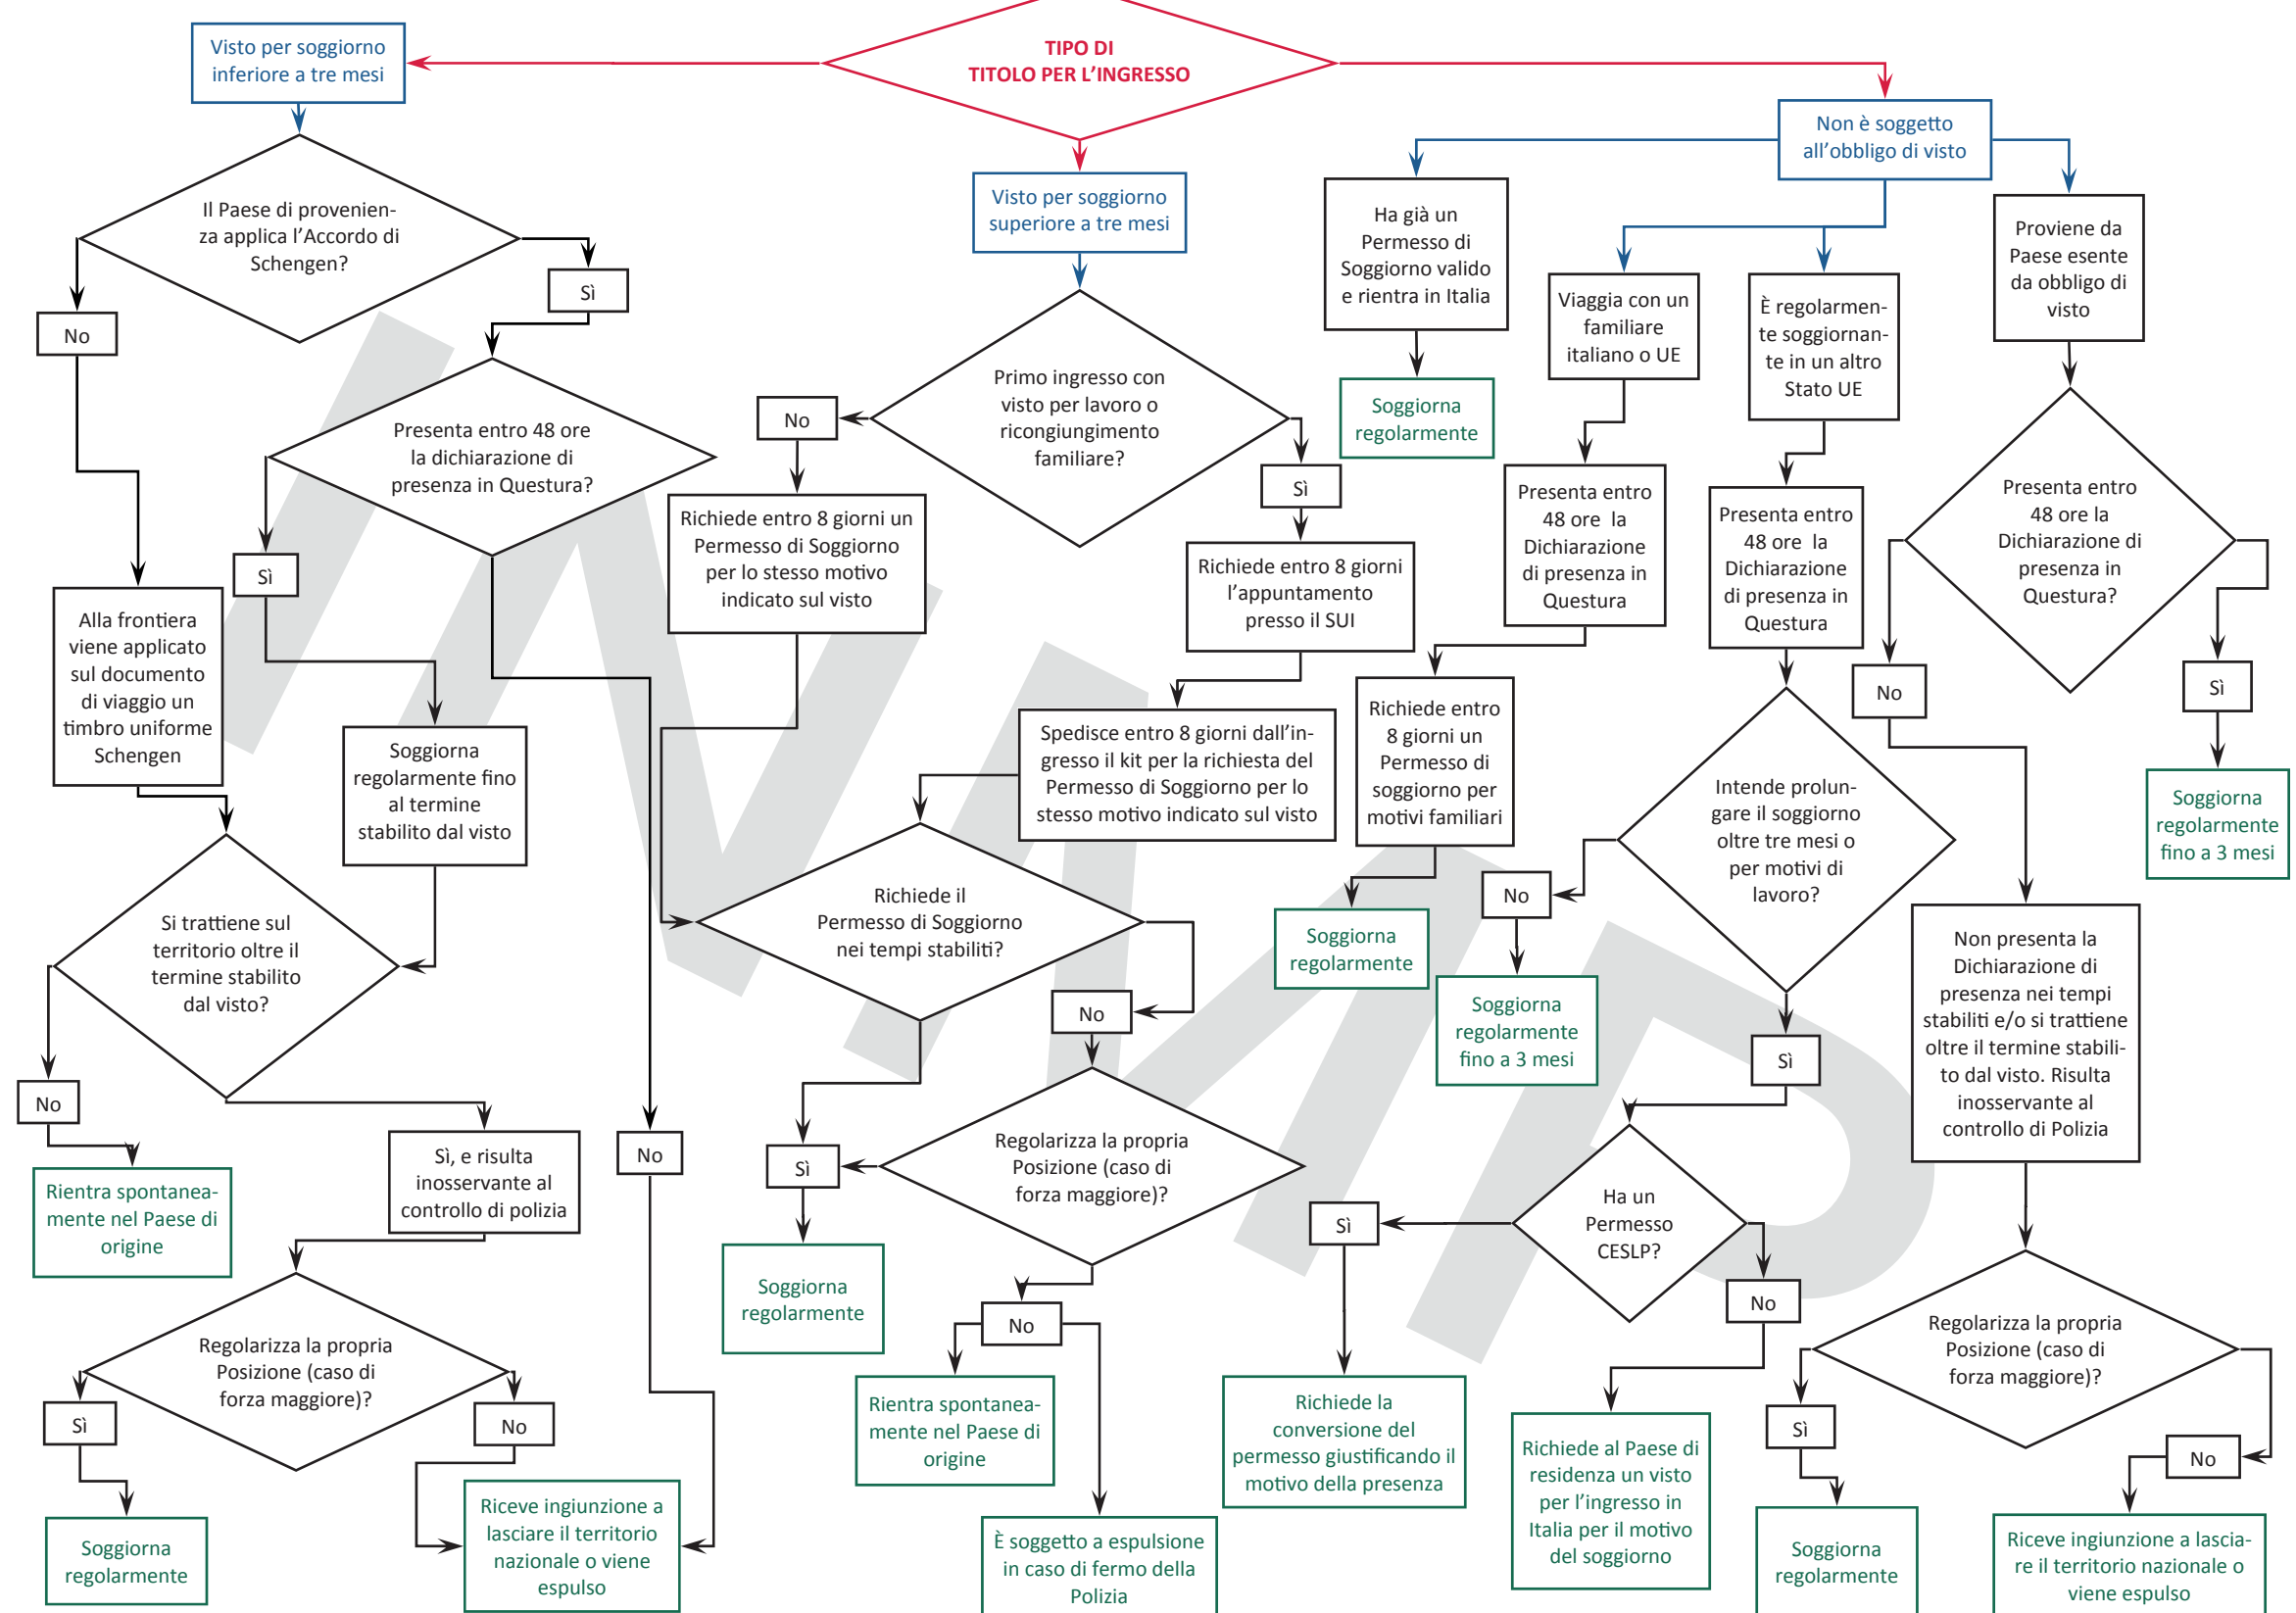 TIPO DI
TITOLO PER L'INGRESSO
Visto per soggiorno
inferiore a tre mesi
Il Paese di provenien-
za applica l'Accordo di
Schengen?
No
Sì
Presenta entro 48 ore
la dichiarazione di
presenza in Questura?
Sì
Alla frontiera
viene applicato
sul documento
di viaggio un
timbro uniforme
Schengen
Soggiorna
regolarmente fino
al termine
stabilito dal visto
Si trattiene sul
territorio oltre il
termine stabilito
dal visto?
No
Rientra spontanea-
mente nel Paese di
origine
Sì, e risulta
inosservante al
controllo di polizia
No
Regolarizza la propria
Posizione (caso di
forza maggiore)?
Sì
No
Soggiorna
regolarmente
Riceve ingiunzione a
lasciare il territorio
nazionale o viene
espulso
Visto per soggiorno
superiore a tre mesi
Primo ingresso con
visto per lavoro o
ricongiungimento
familiare?
No
Sì
Richiede entro 8 giorni un
Permesso di Soggiorno
per lo stesso motivo
indicato sul visto
Richiede entro 8 giorni
l'appuntamento
presso il SUI
Spedisce entro 8 giorni dall'in-
gresso il kit per la richiesta del
Permesso di Soggiorno per lo
stesso motivo indicato sul visto
Richiede il
Permesso di Soggiorno
nei tempi stabiliti?
No
Regolarizza la propria
Posizione (caso di
forza maggiore)?
Sì
Soggiorna
regolarmente
No
Rientra spontanea-
mente nel Paese di
origine
È soggetto a espulsione
in caso di fermo della
Polizia
Non è soggetto
all'obbligo di visto
Ha già un
Permesso di
Soggiorno valido
e rientra in Italia
Soggiorna
regolarmente
Viaggia con un
familiare
italiano o UE
Presenta entro
48 ore la
Dichiarazione
di presenza in
Questura
Richiede entro
8 giorni un
Permesso di
soggiorno per
motivi familiari
Soggiorna
regolarmente
È regolarmen-
te soggiornan-
te in un altro
Stato UE
Presenta entro
48 ore la
Dichiarazione
di presenza in
Questura
Intende prolun-
gare il soggiorno
oltre tre mesi o
per motivi di
lavoro?
No
Soggiorna
regolarmente
fino a 3 mesi
Sì
Ha un
Permesso
CESLP?
Sì
No
Richiede la
conversione del
permesso giustificando il
motivo della presenza
Richiede al Paese di
residenza un visto
per l'ingresso in
Italia per il motivo
del soggiorno
Proviene da
Paese esente
da obbligo di
visto
Presenta entro
48 ore la
Dichiarazione di
presenza in
Questura?
No
Sì
Soggiorna
regolarmente
fino a 3 mesi
Non presenta la
Dichiarazione di
presenza nei tempi
stabiliti e/o si trattiene
oltre il termine stabili-
to dal visto. Risulta
inosservante al
controllo di Polizia
Regolarizza la propria
Posizione (caso di
forza maggiore)?
Sì
No
Soggiorna
regolarmente
Riceve ingiunzione a lascia-
re il territorio nazionale o
viene espulso
INMP